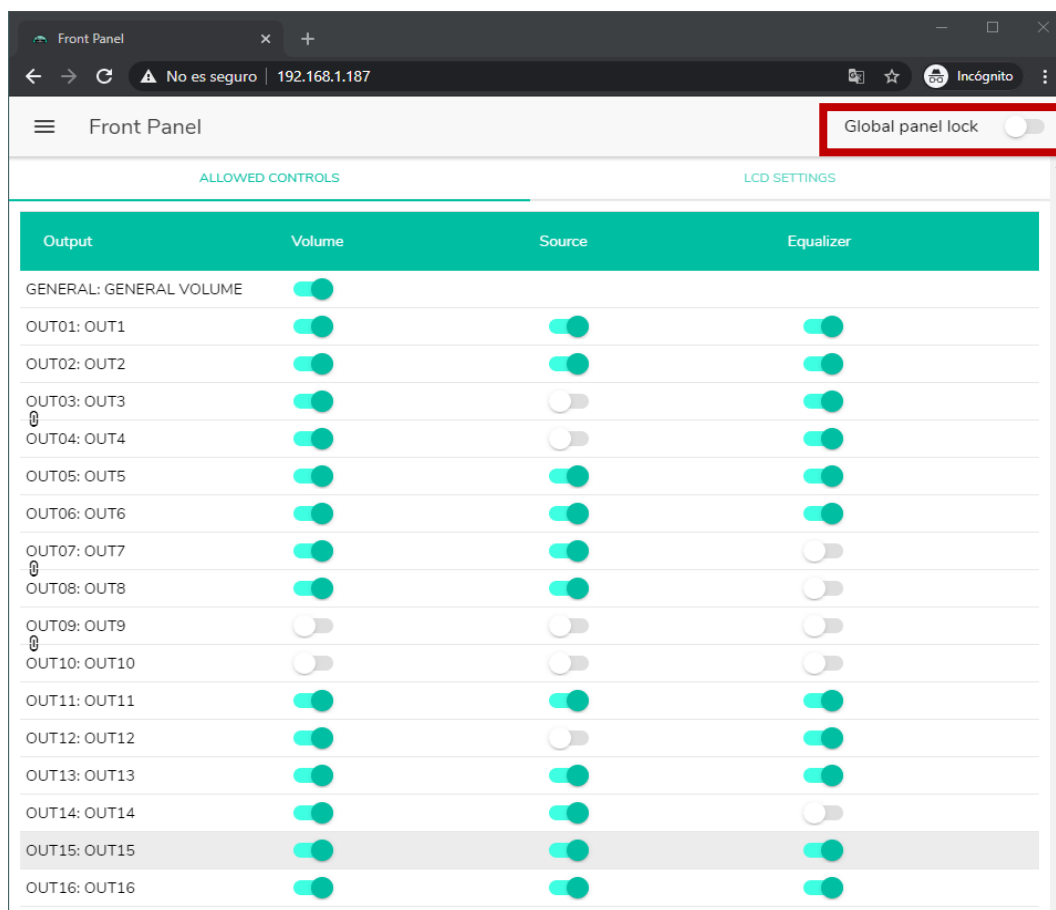 Front Panel
No es seguro | 192.168.1.187
Incógnito
Front Panel
Global panel lock
ALLOWED CONTROLS
LCD SETTINGS
Output Volume Source Equalizer
GENERAL: GENERAL VOLUME
OUT01: OUT1
OUT02: OUT2
OUT03: OUT3
OUT04: OUT4
OUT05: OUT5
OUT06: OUT6
OUT07: OUT7
OUT08: OUT8
OUT09: OUT9
OUT10: OUT10
OUT11: OUT11
OUT12: OUT12
OUT13: OUT13
OUT14: OUT14
OUT15: OUT15
OUT16: OUT16